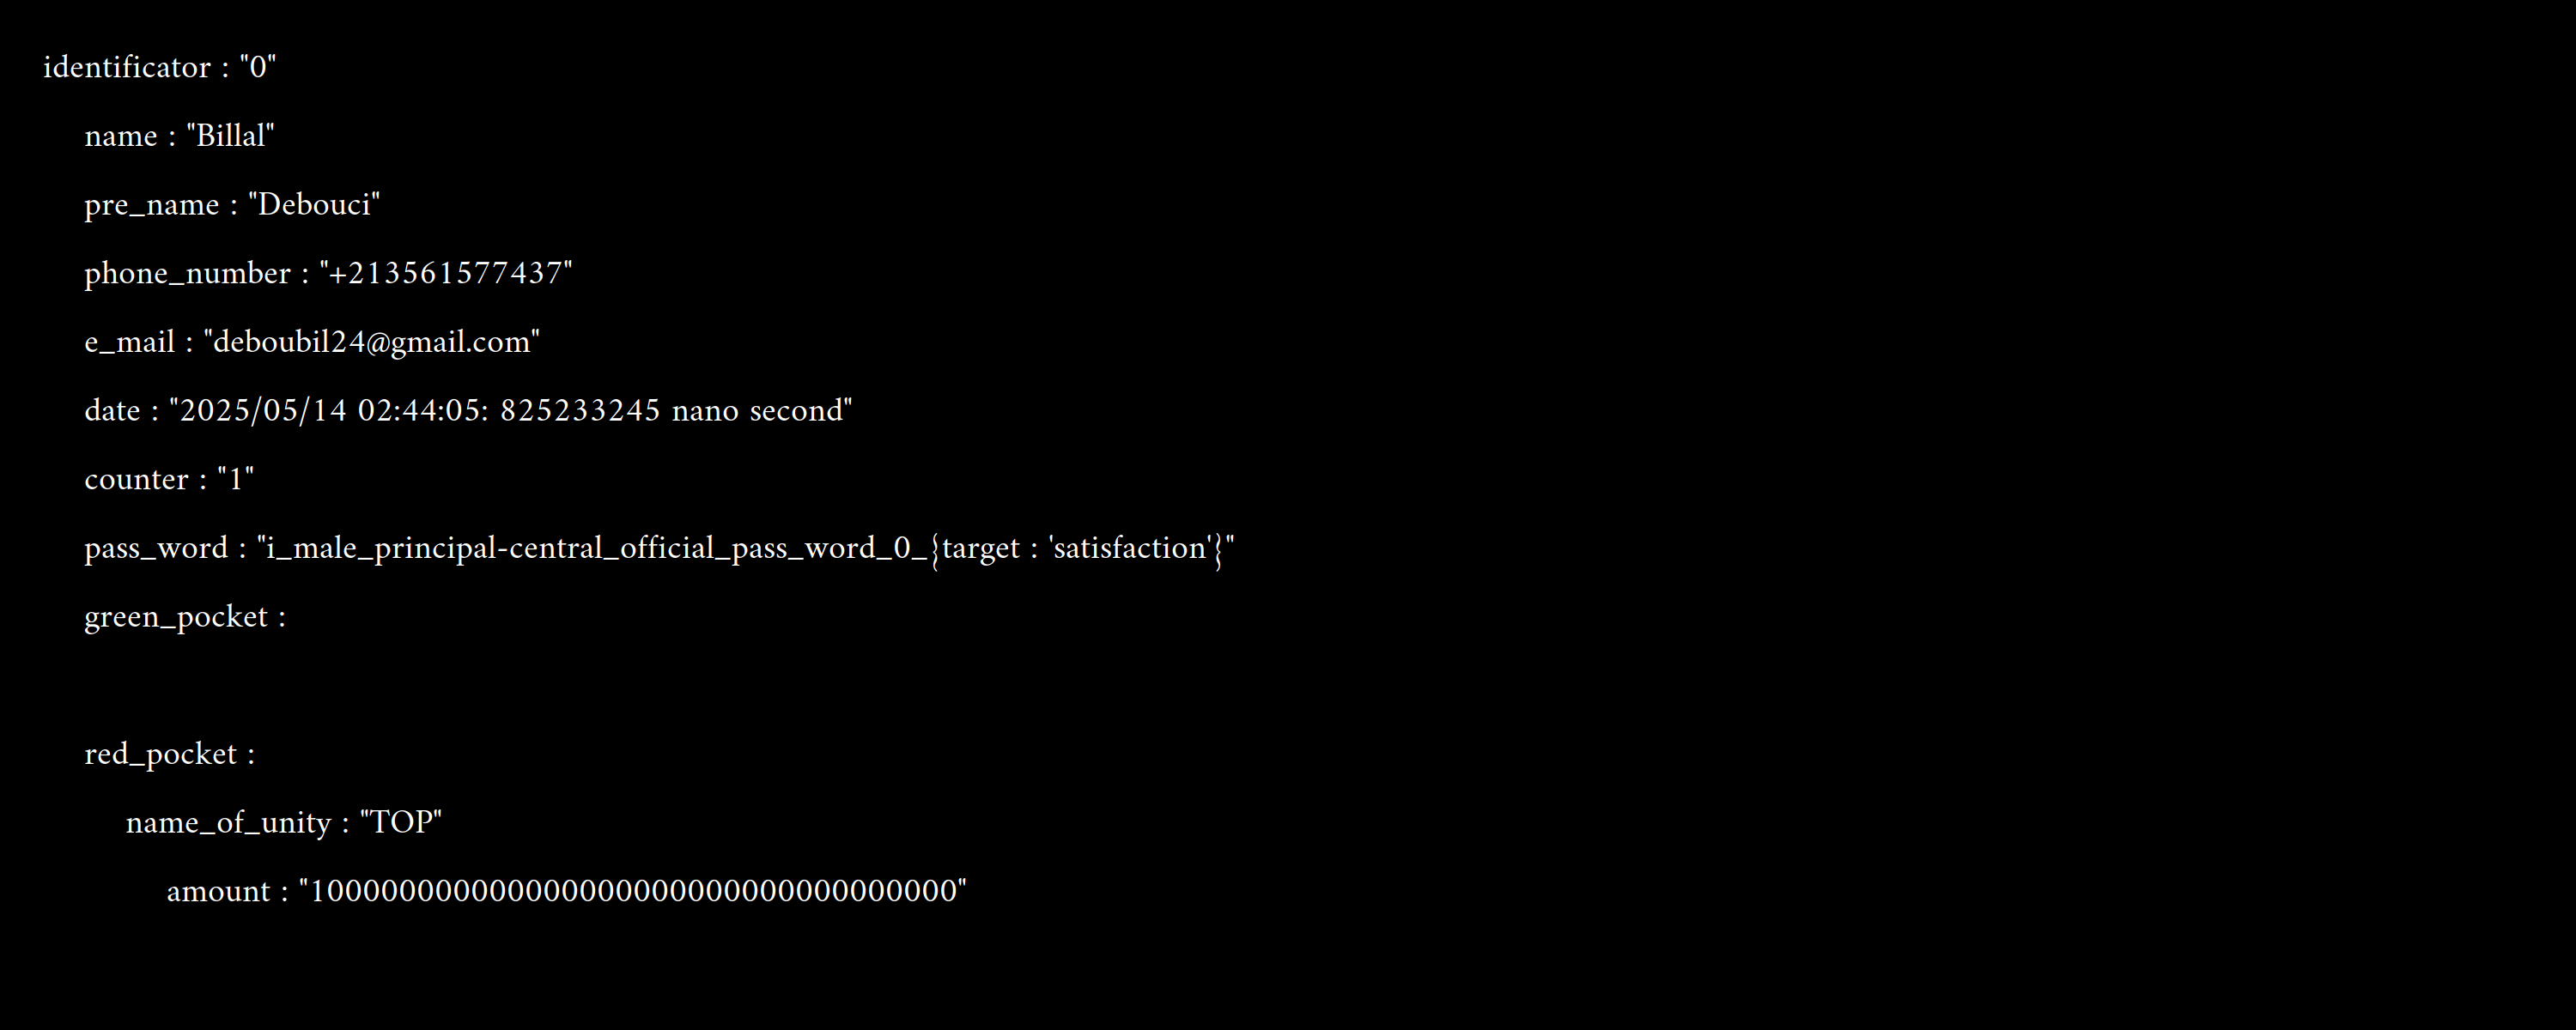 identificator : "0"
name : "Billal"
pre_name : "Debouci"
phone_number : "+213561577437"
e_mail : "deboubil24@gmail.com"
date : "2025/05/14 02:44:05: 825233245 nano second"
counter : "1"
pass_word : "i_male_principal-central_official_pass_word_0_{target : 'satisfaction'}"
green_pocket :
red_pocket :
name_of_unity : "TOP"
amount : "100000000000000000000000000000000000"